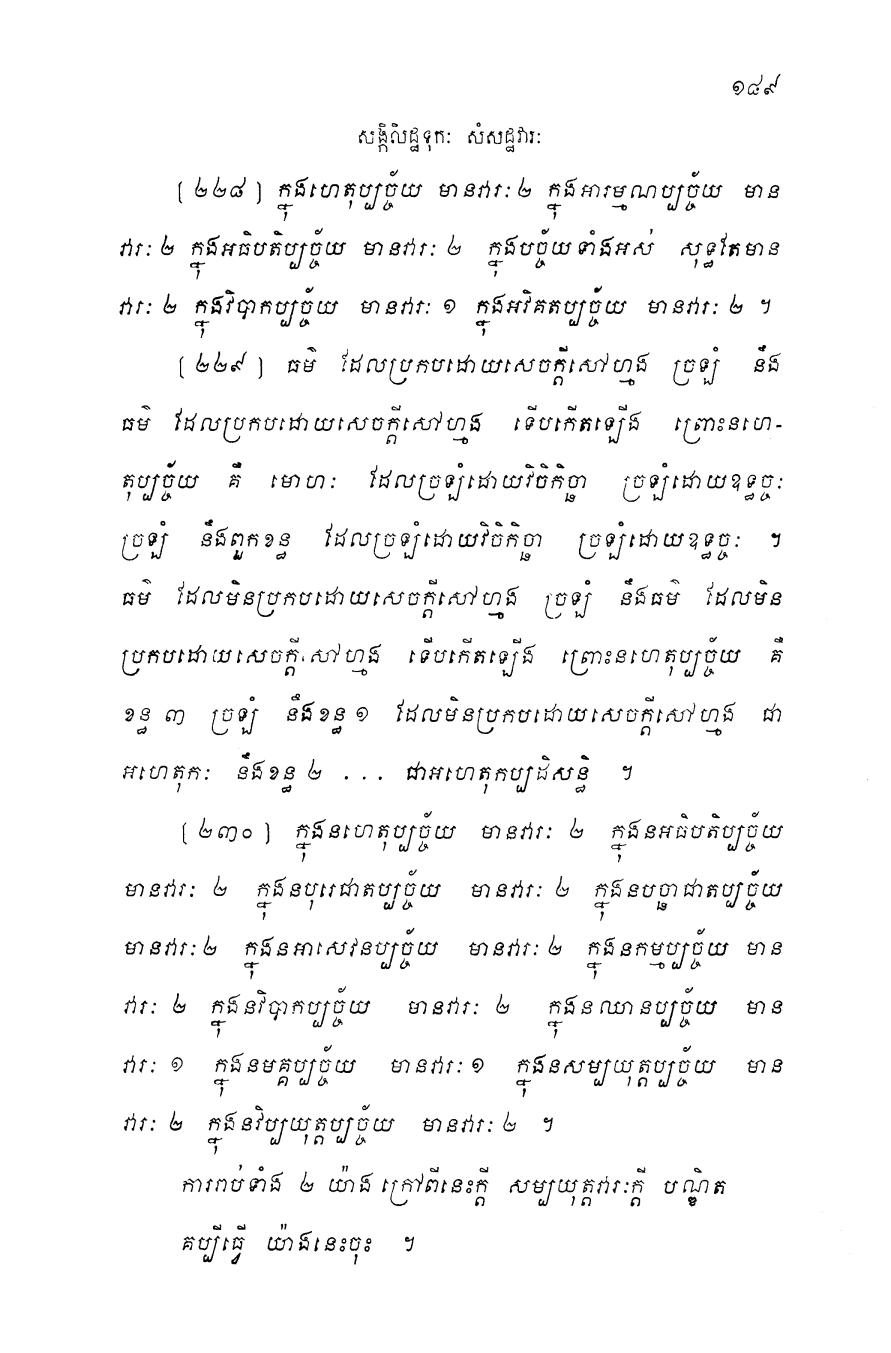 ១៨៩
សង្កិលិដ្ឋទុកៈ សំសដ្ឋវារៈ
[ ២២៨ ] ក្នុងហេតុប្បច្ច័យ មានវារៈ ២ ក្នុងអារម្មណប្បច្ច័យ មាន
វារៈ ២ ក្នុងអធិបតិប្បច្ច័យ មានវារៈ ២ ក្នុងបច្ច័យទាំងអស់ សុទ្ធតែមាន
វារៈ ២ ក្នុងវិបាកប្បច្ច័យ មានវារៈ ១ ក្នុងអវិគតប្បច្ច័យ មានវារៈ ២ ។
[ ២២៩ ] ធម៌ ដែលប្រកបដោយសេចក្តីសៅហ្មង ច្រឡំ នឹង
ធម៌ ដែលប្រកបដោយសេចក្តីសៅហ្មង ទើបកើតឡើង ព្រោះនហេ-
តុប្បច្ច័យ គឺ មោហៈ ដែលច្រឡំដោយវិចិកិច្ឆា ច្រឡំដោយឧទ្ធច្ចៈ
ច្រឡំ នឹងពួកខន្ធ ដែលច្រឡំដោយវិចិកិច្ឆា ច្រឡំដោយឧទ្ធច្ចៈ ។
ធម៌ ដែលមិនប្រកបដោយសេចក្តីសៅហ្មង ច្រឡំ នឹងធម៌ ដែលមិន
ប្រកបដោយសេចក្តីសៅហ្មង ទើបកើតឡើង ព្រោះនហេតុប្បច្ច័យ គឺ
ខន្ធ ៣ ច្រឡំ នឹងខន្ធ ១ ដែលមិនប្រកបដោយសេចក្តីសៅហ្មង ជា
អហេតុកៈ នឹងខន្ធ ២ ... ជាអហេតុកប្បដិសន្ធិ ។
[ ២៣០ ] ក្នុងនហេតុប្បច្ច័យ មានវារៈ ២ ក្នុងនអធិបតិប្បច្ច័យ
មានវារៈ ២ ក្នុងនបុរេជាតប្បច្ច័យ មានវារៈ ២ ក្នុងនបច្ឆាជាតប្បច្ច័យ
មានវារៈ ២ ក្នុងនអាសេវនប្បច្ច័យ មានវារៈ ២ ក្នុងនកម្មប្បច្ច័យ មាន
វារៈ ២ ក្នុងនវិបាកប្បច្ច័យ មានវារៈ ២ ក្នុងនឈានប្បច្ច័យ មាន
វារៈ ១ ក្នុងនមគ្គប្បច្ច័យ មានវារៈ ១ ក្នុងនសម្បយុត្តប្បច្ច័យ មាន
វារៈ ២ ក្នុងនវិប្បយុត្តប្បច្ច័យ មានវារៈ ២ ។
ការរាប់ទាំង ២ យ៉ាង ក្រៅពីនេះក្តី សម្បយុត្តវារៈក្តី បណ្ឌិត
គប្បីធ្វើ យ៉ាងនេះចុះ ។